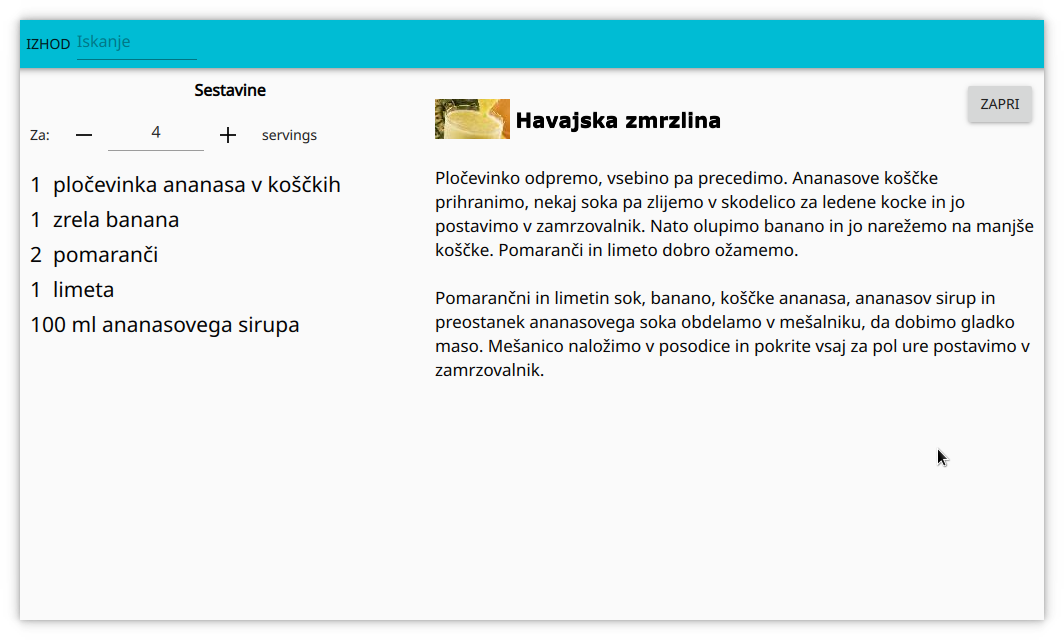 IZHOD Iskanje
Sestavine
Za: 4 servings
1 pločevinka ananasa v koščkih
1 zrela banana
2 pomaranči
1 limeta
100 ml ananasovega sirupa
Havajska zmrzlina
ZAPRI
Pločevinko odpremo, vsebino pa precedimo. Ananasove koščke
prihranimo, nekaj soka pa zlijemo v skodelico za ledene kocke in jo
postavimo v zamrzovalnik. Nato olupimo banano in jo narežemo na manjše
koščke. Pomaranči in limeto dobro ožamemo.
Pomarančni in limetin sok, banano, koščke ananasa, ananasov sirup in
preostanek ananasovega soka obdelamo v mešalniku, da dobimo gladko
maso. Mešanico naložimo v posodice in pokrite vsaj za pol ure postavimo v
zamrzovalnik.